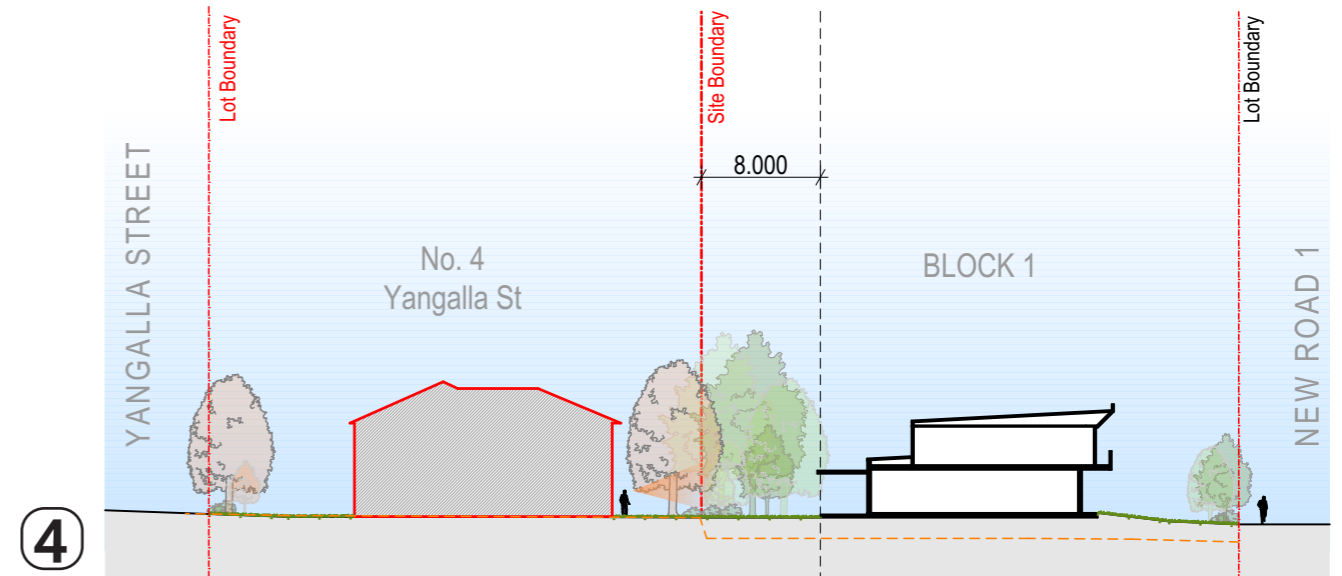 Lot Boundary
Site Boundary
Lot Boundary
8.000
YANGALLA STREET
No. 4
Yangalla St
BLOCK 1
NEW ROAD 1
4